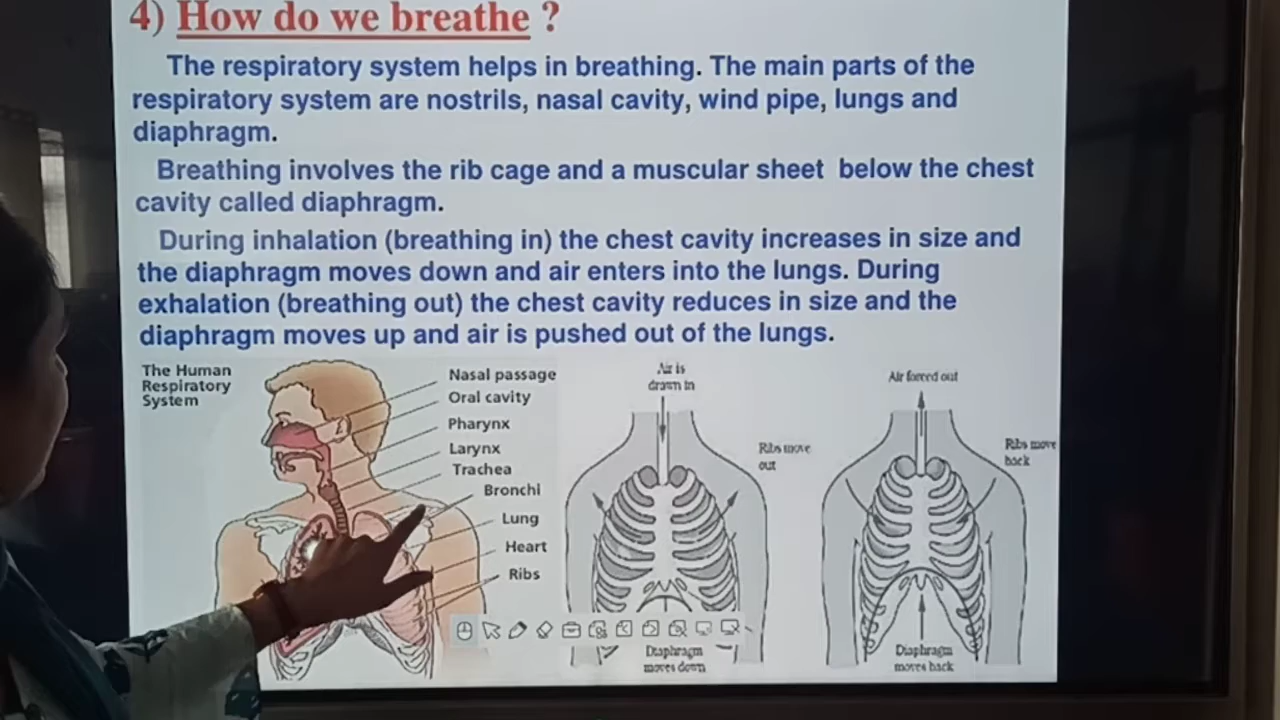 4) How do we breathe ?
The respiratory system helps in breathing. The main parts of the
respiratory system are nostrils, nasal cavity, wind pipe, lungs and
diaphragm.
Breathing involves the rib cage and a muscular sheet below the chest
cavity called diaphragm.
During inhalation (breathing in) the chest cavity increases in size and
the diaphragm moves down and air enters into the lungs. During
exhalation (breathing out) the chest cavity reduces in size and the
diaphragm moves up and air is pushed out of the lungs.
The Human
Respiratory
System
Nasal passage
Oral cavity
Pharynx
Larynx
Trachea
Bronchi
Lung
Heart
Ribs
Air is
drawn in
Ribs move
out
Diaphragm
moves down
Air forced out
Ribs move
back
Diaphragm
moves back